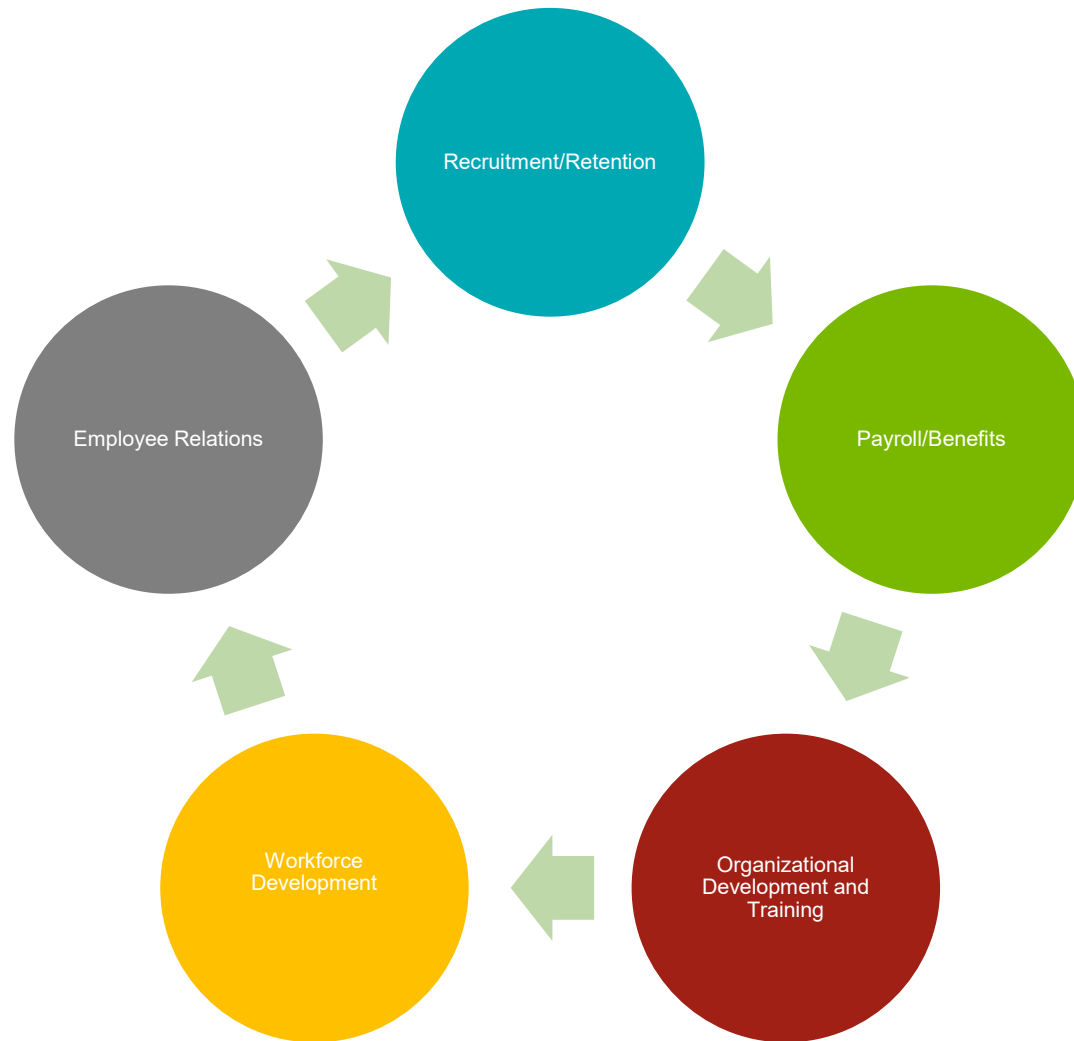 Recruitment/Retention
Employee Relations
Payroll/Benefits
Workforce
Development
Organizational
Development and
Training